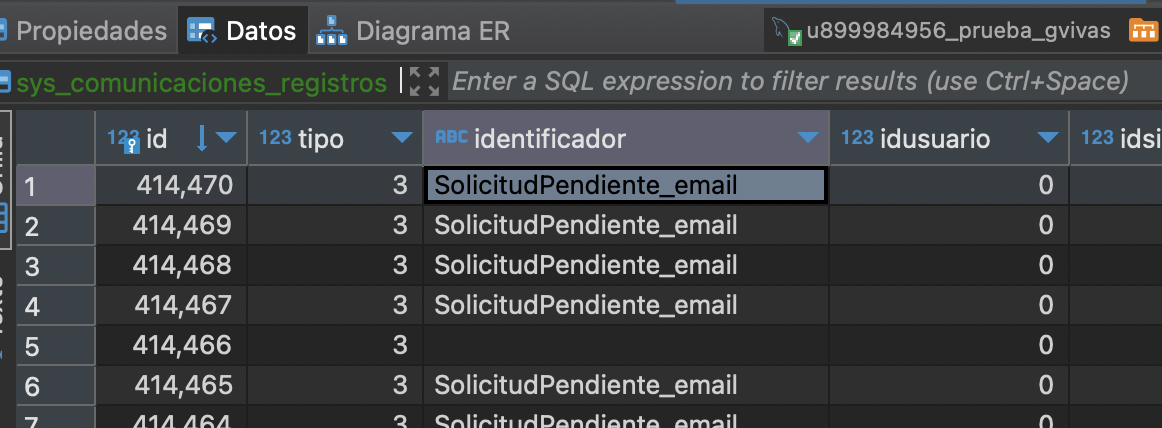 Propiedades Datos Diagrama ER u899984956_prueba_gvivas
sys_comunicaciones_registros Enter a SQL expression to filter results (use Ctrl+Space)
123 id 123 tipo ABC identificador 123 idusuario 123 idsi
1 414,470 3 SolicitudPendiente_email 0
2 414,469 3 SolicitudPendiente_email 0
3 414,468 3 SolicitudPendiente_email 0
4 414,467 3 SolicitudPendiente_email 0
5 414,466 3 0
6 414,465 3 SolicitudPendiente_email 0
7 414,464 3 SolicitudPendiente_email 0